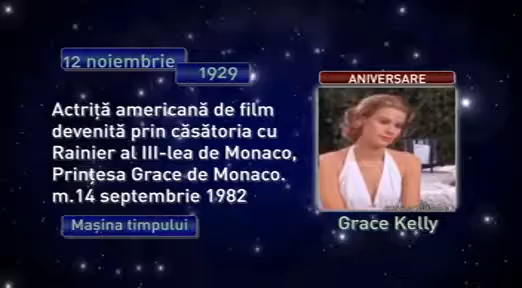 12 noiembrie
1929
Actriță americană de film
devenită prin căsătoria cu
Rainier al III-lea de Monaco,
Prințesa Grace de Monaco.
m.14 septembrie 1982
Mașina timpului
ANIVERSARE
Grace Kelly